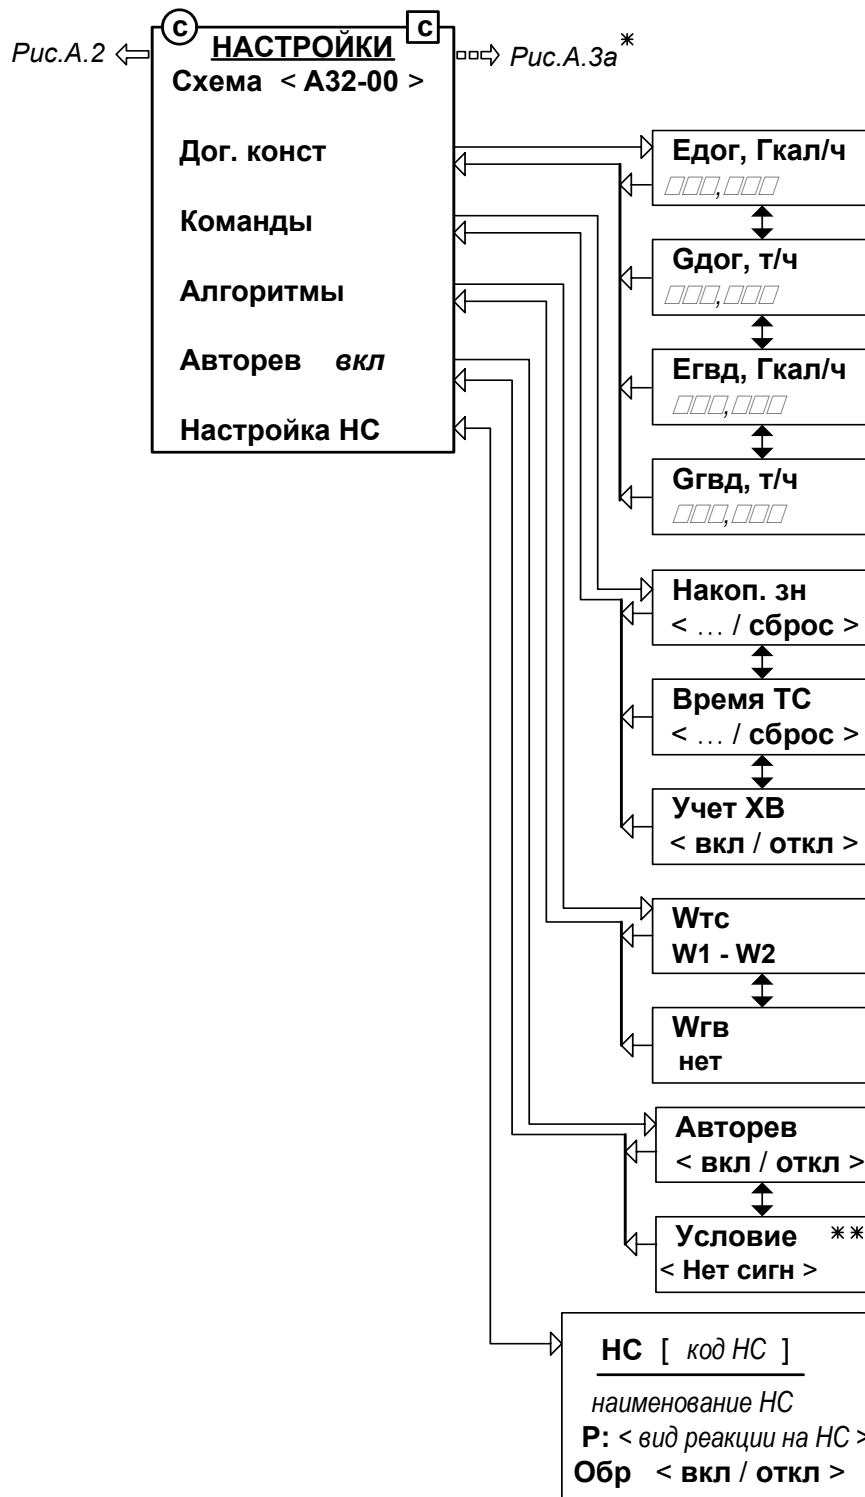 с с
НАСТРОЙКИ
Рис.А.2
Рис.А.3а*
Схема < А32-00 >
Дог. конст
Команды
Алгоритмы
Авторев вкл
Настройка НС
Едог, Гкал/ч
□□□,□□□
Gдог, т/ч
□□□,□□□
Егвд, Гкал/ч
□□□,□□□
Gгвд, т/ч
□□□,□□□
Накоп. зн
< ... / сброс >
Время ТС
< ... / сброс >
Учет ХВ
< вкл / откл >
Wтс
W1 - W2
Wгв
нет
Авторев
< вкл / откл >
Условие **
< Нет сигн >
НС [ код НС ]
наименование НС
Р: < вид реакции на НС >
Обр < вкл / откл >